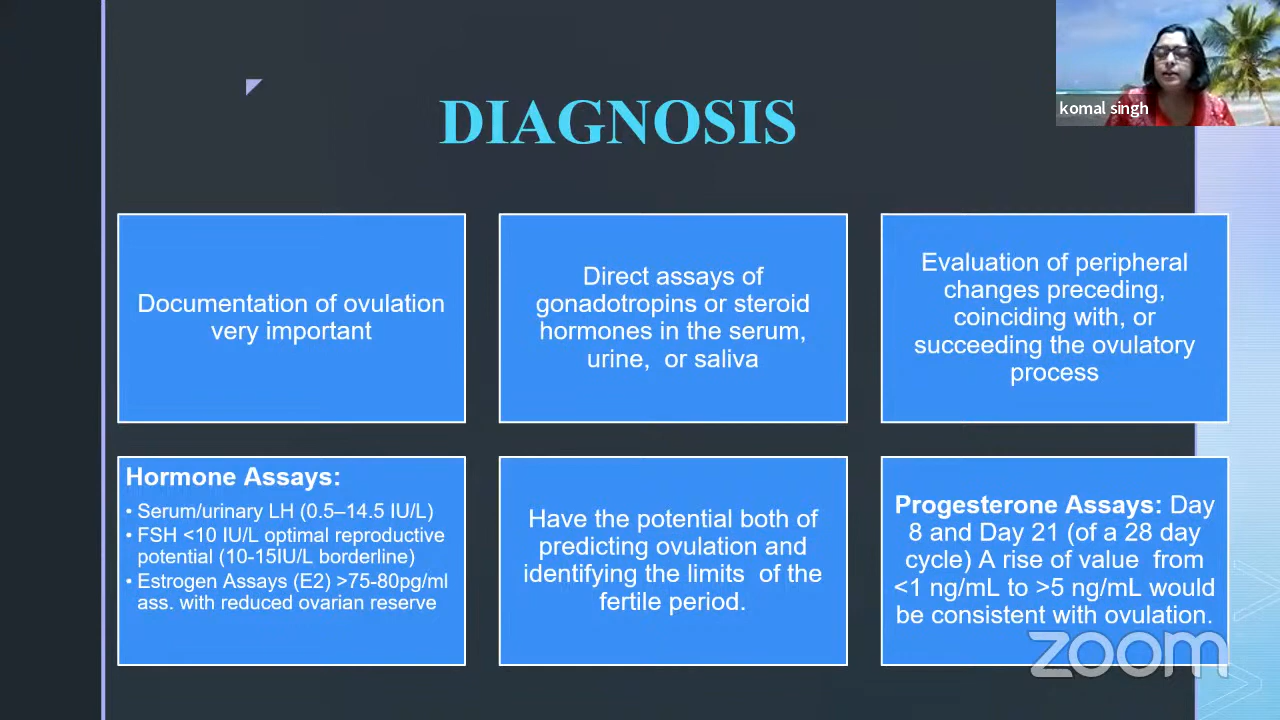 komal singh
DIAGNOSIS
Documentation of ovulation
very important
Direct assays of
gonadotropins or steroid
hormones in the serum,
urine,  or saliva
Evaluation of peripheral
changes preceding,
coinciding with, or
succeeding the ovulatory
process
Hormone Assays:
• Serum/urinary LH (0.5–14.5 IU/L)
• FSH <10 IU/L optimal reproductive
potential (10-15IU/L borderline)
• Estrogen Assays (E2) >75-80pg/ml
ass. with reduced ovarian reserve
Have the potential both of
predicting ovulation and
identifying the limits  of the
fertile period.
Progesterone Assays: Day
8 and Day 21 (of a 28 day
cycle) A rise of value  from
<1 ng/mL to >5 ng/mL would
be consistent with ovulation.
zoom